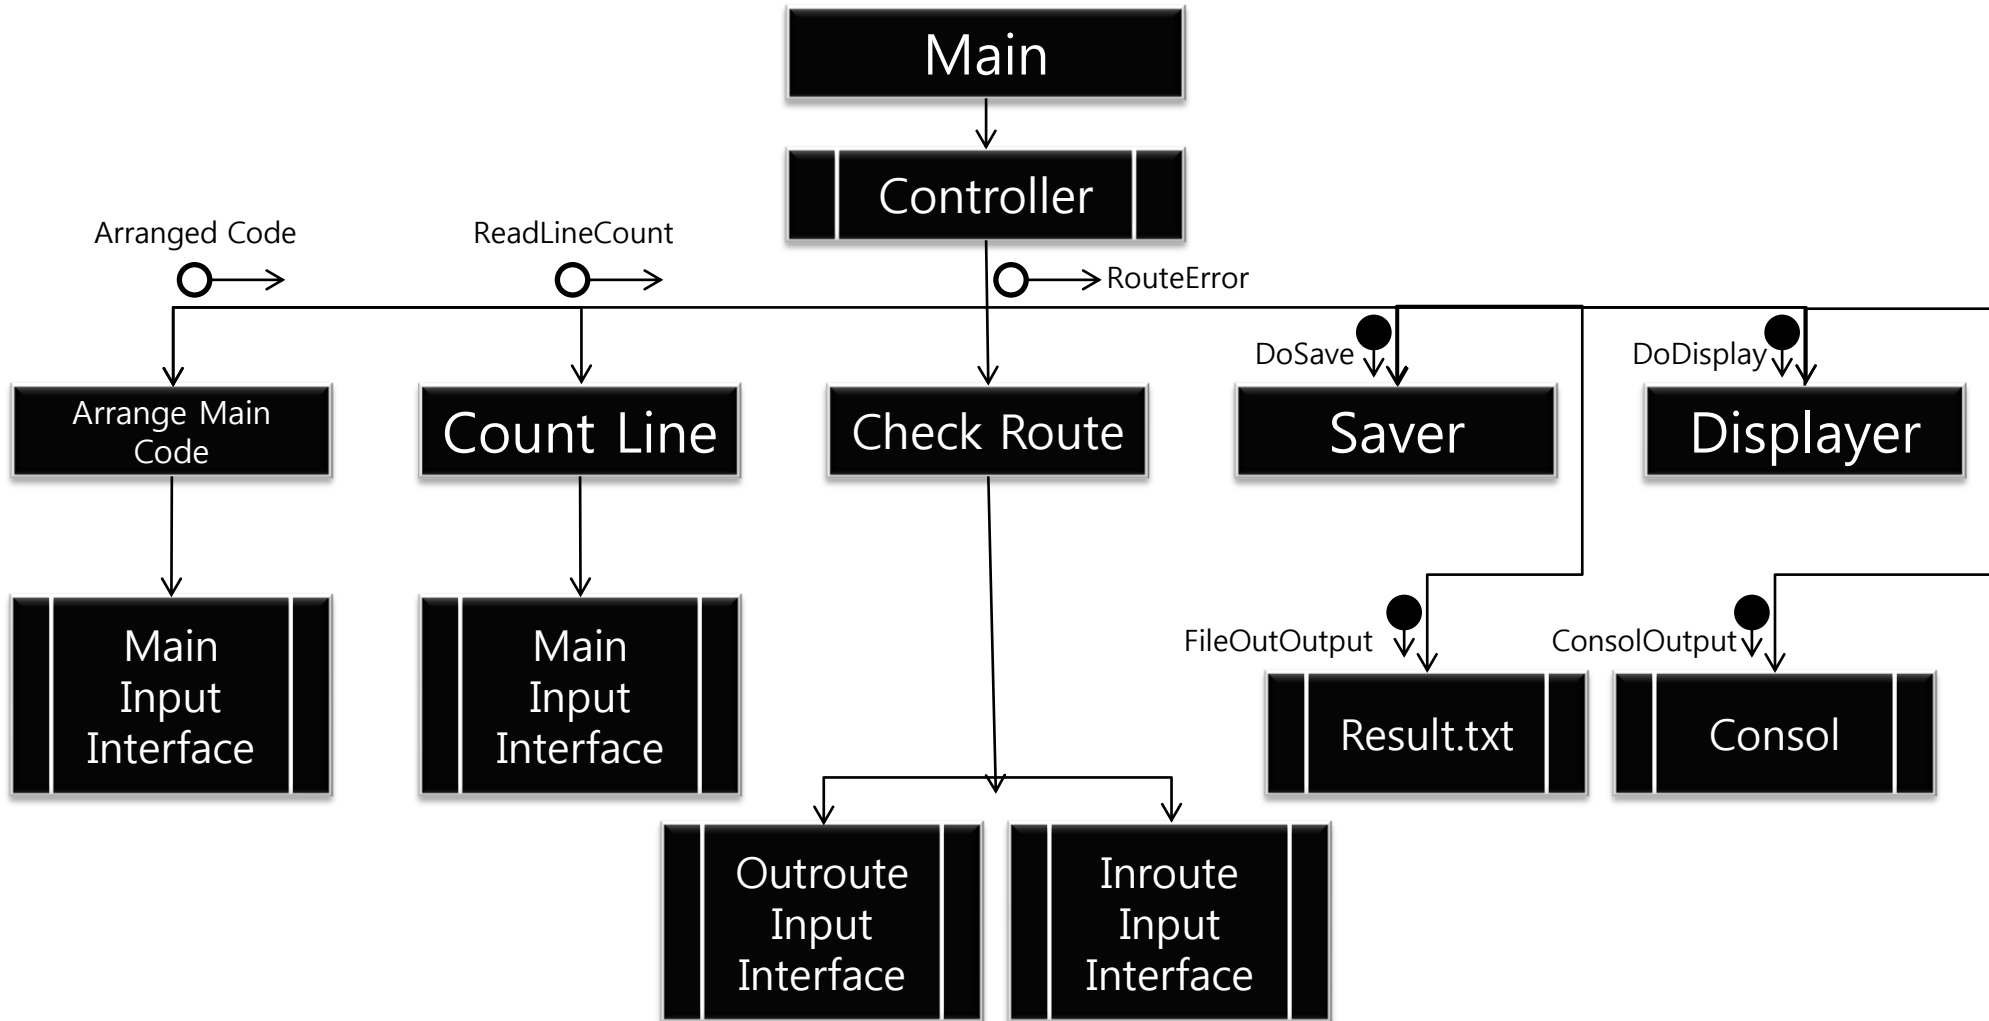 Main
Controller
Arranged Code
ReadLineCount
RouteError
DoSave
DoDisplay
Arrange Main
Code
Count Line
Check Route
Saver
Displayer
Main
Input
Interface
Main
Input
Interface
FileOutOutput
ConsolOutput
Result.txt
Consol
Outroute
Input
Interface
Inroute
Input
Interface